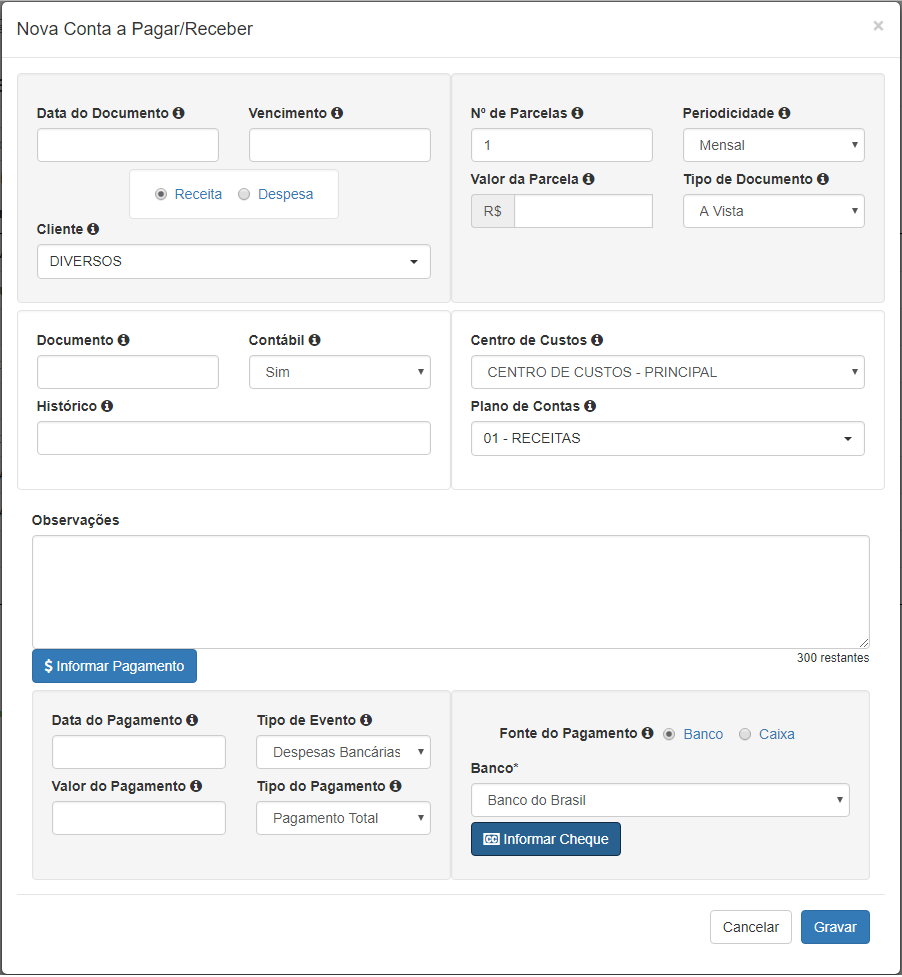 Nova Conta a Pagar/Receber
×
Data do Documento
Vencimento
Receita
Despesa
Cliente
DIVERSOS
Nº de Parcelas
1
Periodicidade
Mensal
Valor da Parcela
R$
Tipo de Documento
A Vista
Documento
Contábil
Sim
Histórico
Centro de Custos
CENTRO DE CUSTOS - PRINCIPAL
Plano de Contas
01 - RECEITAS
Observações
$ Informar Pagamento
300 restantes
Data do Pagamento
Tipo de Evento
Despesas Bancárias
Valor do Pagamento
Tipo do Pagamento
Pagamento Total
Fonte do Pagamento
Banco
Caixa
Banco*
Banco do Brasil
CC Informar Cheque
Cancelar
Gravar